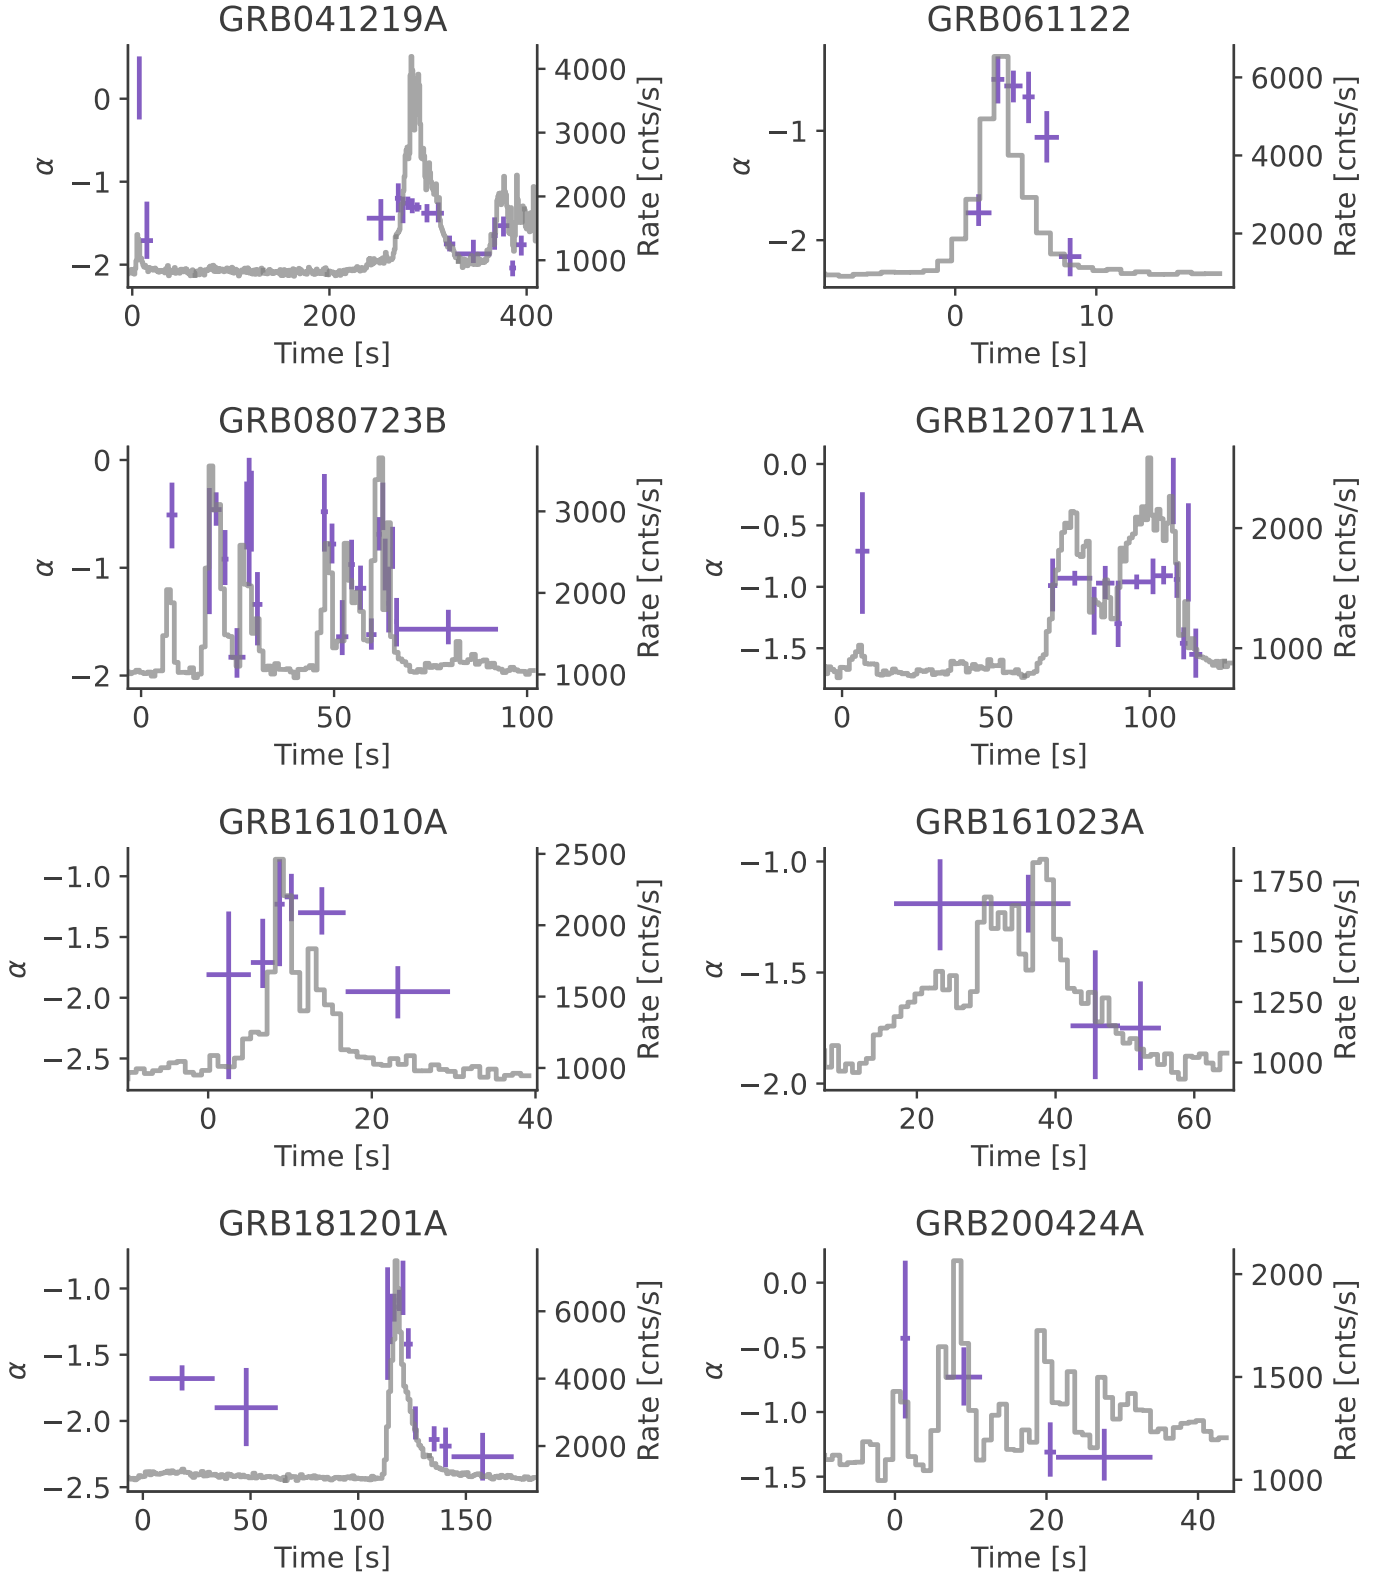 GRB041219A
GRB061122
0
−1
−2
α
4000
3000
2000
1000
Rate [cnts/s]
0
200
400
Time [s]
−1
−2
α
6000
4000
2000
Rate [cnts/s]
0
10
Time [s]
GRB080723B
GRB120711A
0
−1
−2
α
3000
2000
1000
Rate [cnts/s]
0
50
100
Time [s]
0.0
−0.5
−1.0
−1.5
α
2000
1000
Rate [cnts/s]
0
50
100
Time [s]
GRB161010A
GRB161023A
−1.0
−1.5
−2.0
−2.5
α
2500
2000
1500
1000
Rate [cnts/s]
0
20
40
Time [s]
−1.0
−1.5
−2.0
α
1750
1500
1250
1000
Rate [cnts/s]
20
40
60
Time [s]
GRB181201A
GRB200424A
−1.0
−1.5
−2.0
−2.5
α
6000
4000
2000
Rate [cnts/s]
0
50
100
150
Time [s]
0.0
−0.5
−1.0
−1.5
α
2000
1500
1000
Rate [cnts/s]
0
20
40
Time [s]